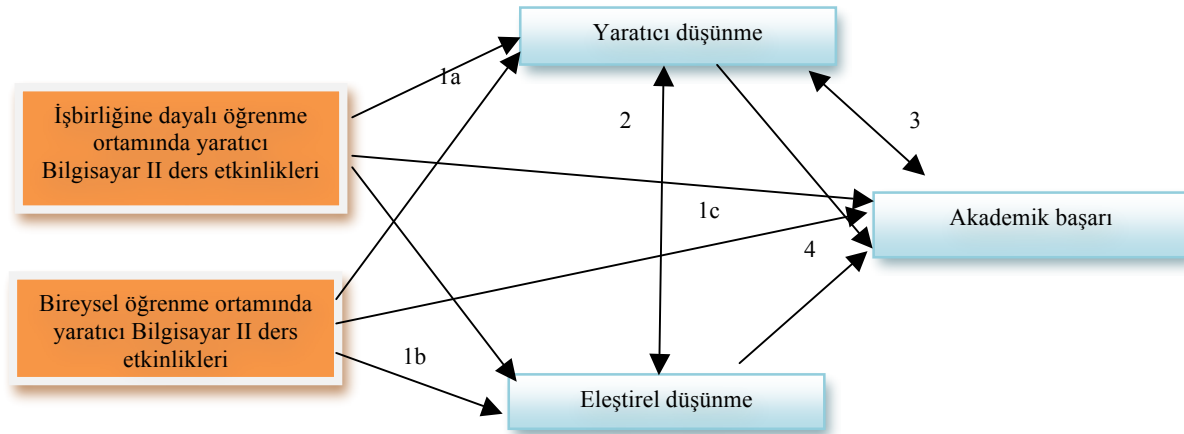 Yaratıcı düşünme
1a
İşbirliğine dayalı öğrenme
ortamında yaratıcı
Bilgisayar II ders etkinlikleri
2
3
1c
Akademik başarı
4
Bireysel öğrenme ortamında
yaratıcı Bilgisayar II ders
etkinlikleri
1b
Eleştirel düşünme